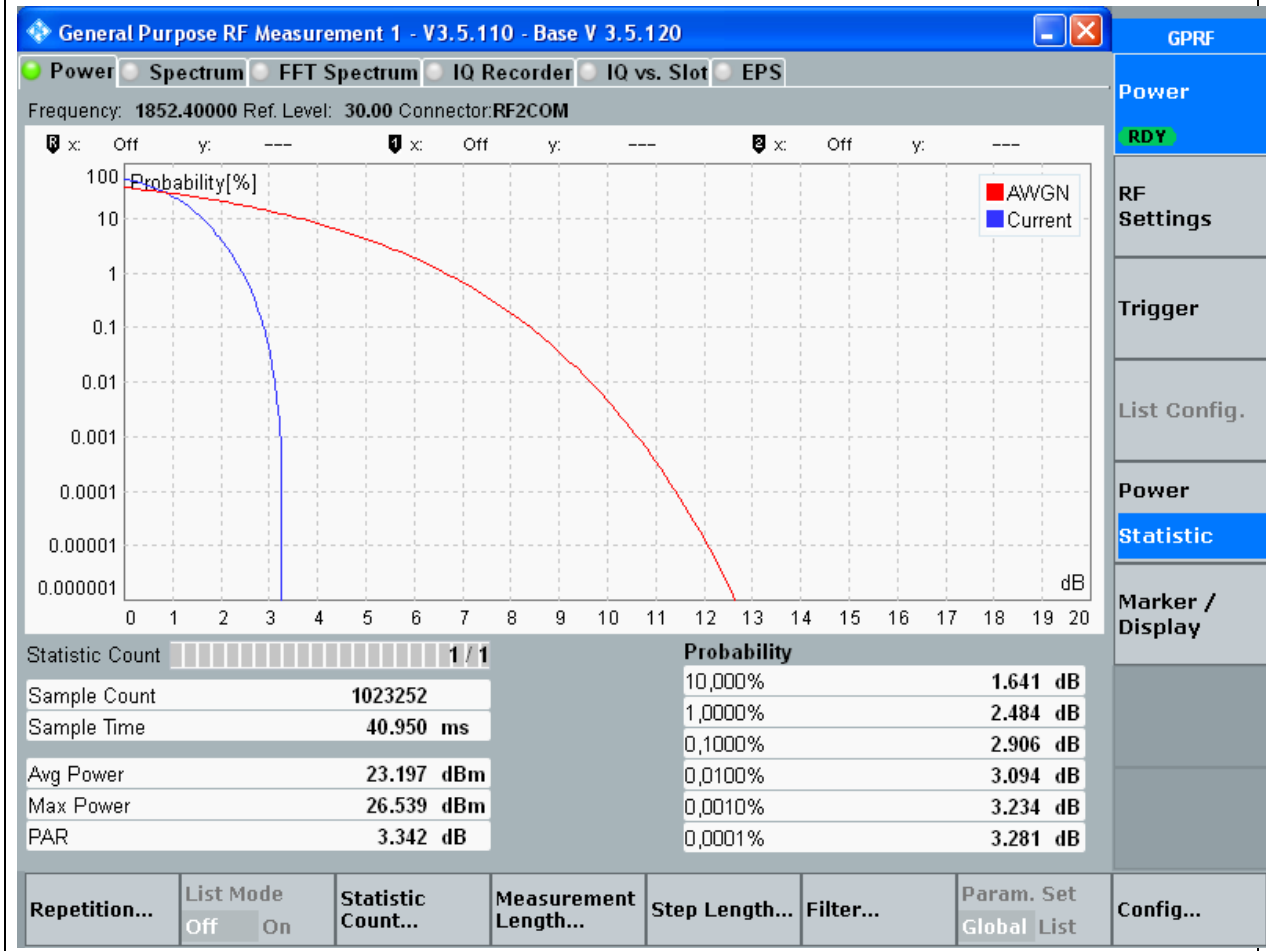 General Purpose RF Measurement 1 - V3.5.110 - Base V 3.5.120
GPRF
Power Spectrum FFT Spectrum IQ Recorder IQ vs. Slot EPS
Frequency: 1852.40000 Ref. Level: 30.00 Connector:RF2COM
R x: Off y: --- 1 x: Off y: --- 2 x: Off y: ---
Probability[%]
AWGN
Current
100
10
1
0.1
0.01
0.001
0.0001
0.00001
0.000001
dB
0 1 2 3 4 5 6 7 8 9 10 11 12 13 14 15 16 17 18 19 20
Statistic Count 1 / 1
Sample Count 1023252
Sample Time 40.950 ms
Avg Power 23.197 dBm
Max Power 26.539 dBm
PAR 3.342 dB
Probability
10,000% 1.641 dB
1,0000% 2.484 dB
0,1000% 2.906 dB
0,0100% 3.094 dB
0,0010% 3.234 dB
0,0001% 3.281 dB
Power
RDY
RF
Settings
Trigger
List Config.
Power
Statistic
Marker /
Display
Repetition...
List Mode
Off On
Statistic
Count...
Measurement
Length...
Step Length...
Filter...
Param. Set
Global List
Config...